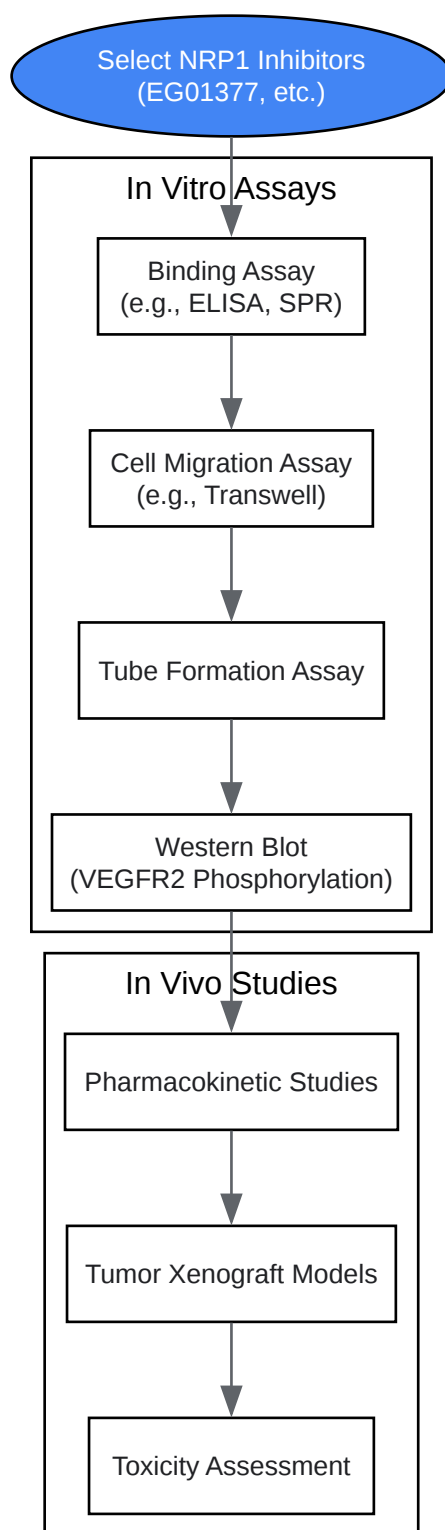 Select NRP1 Inhibitors
(EG01377, etc.)
In Vitro Assays
Binding Assay
(e.g., ELISA, SPR)
Cell Migration Assay
(e.g., Transwell)
Tube Formation Assay
Western Blot
(VEGFR2 Phosphorylation)
In Vivo Studies
Pharmacokinetic Studies
Tumor Xenograft Models
Toxicity Assessment